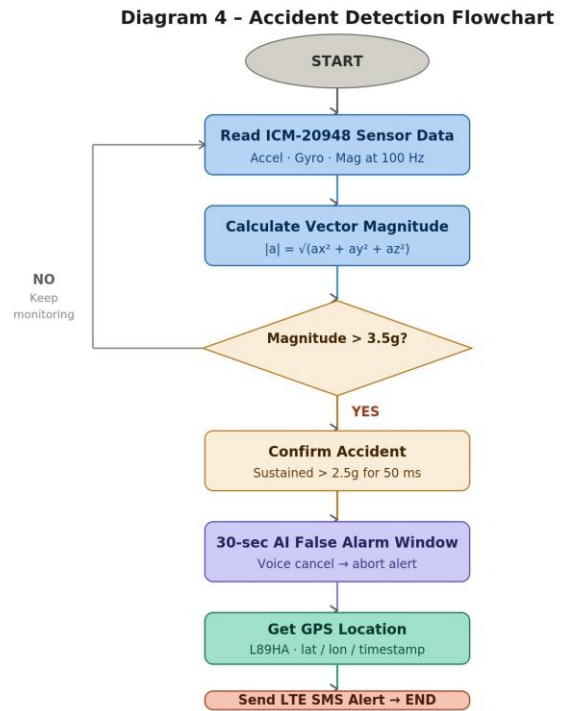 Diagram 4 – Accident Detection Flowchart
START
Read ICM-20948 Sensor Data
Accel · Gyro · Mag at 100 Hz
Calculate Vector Magnitude
|a| = √(ax² + ay² + az²)
NO
Keep
monitoring
Magnitude > 3.5g?
YES
Confirm Accident
Sustained > 2.5g for 50 ms
30-sec AI False Alarm Window
Voice cancel → abort alert
Get GPS Location
L89HA · lat / lon / timestamp
Send LTE SMS Alert → END